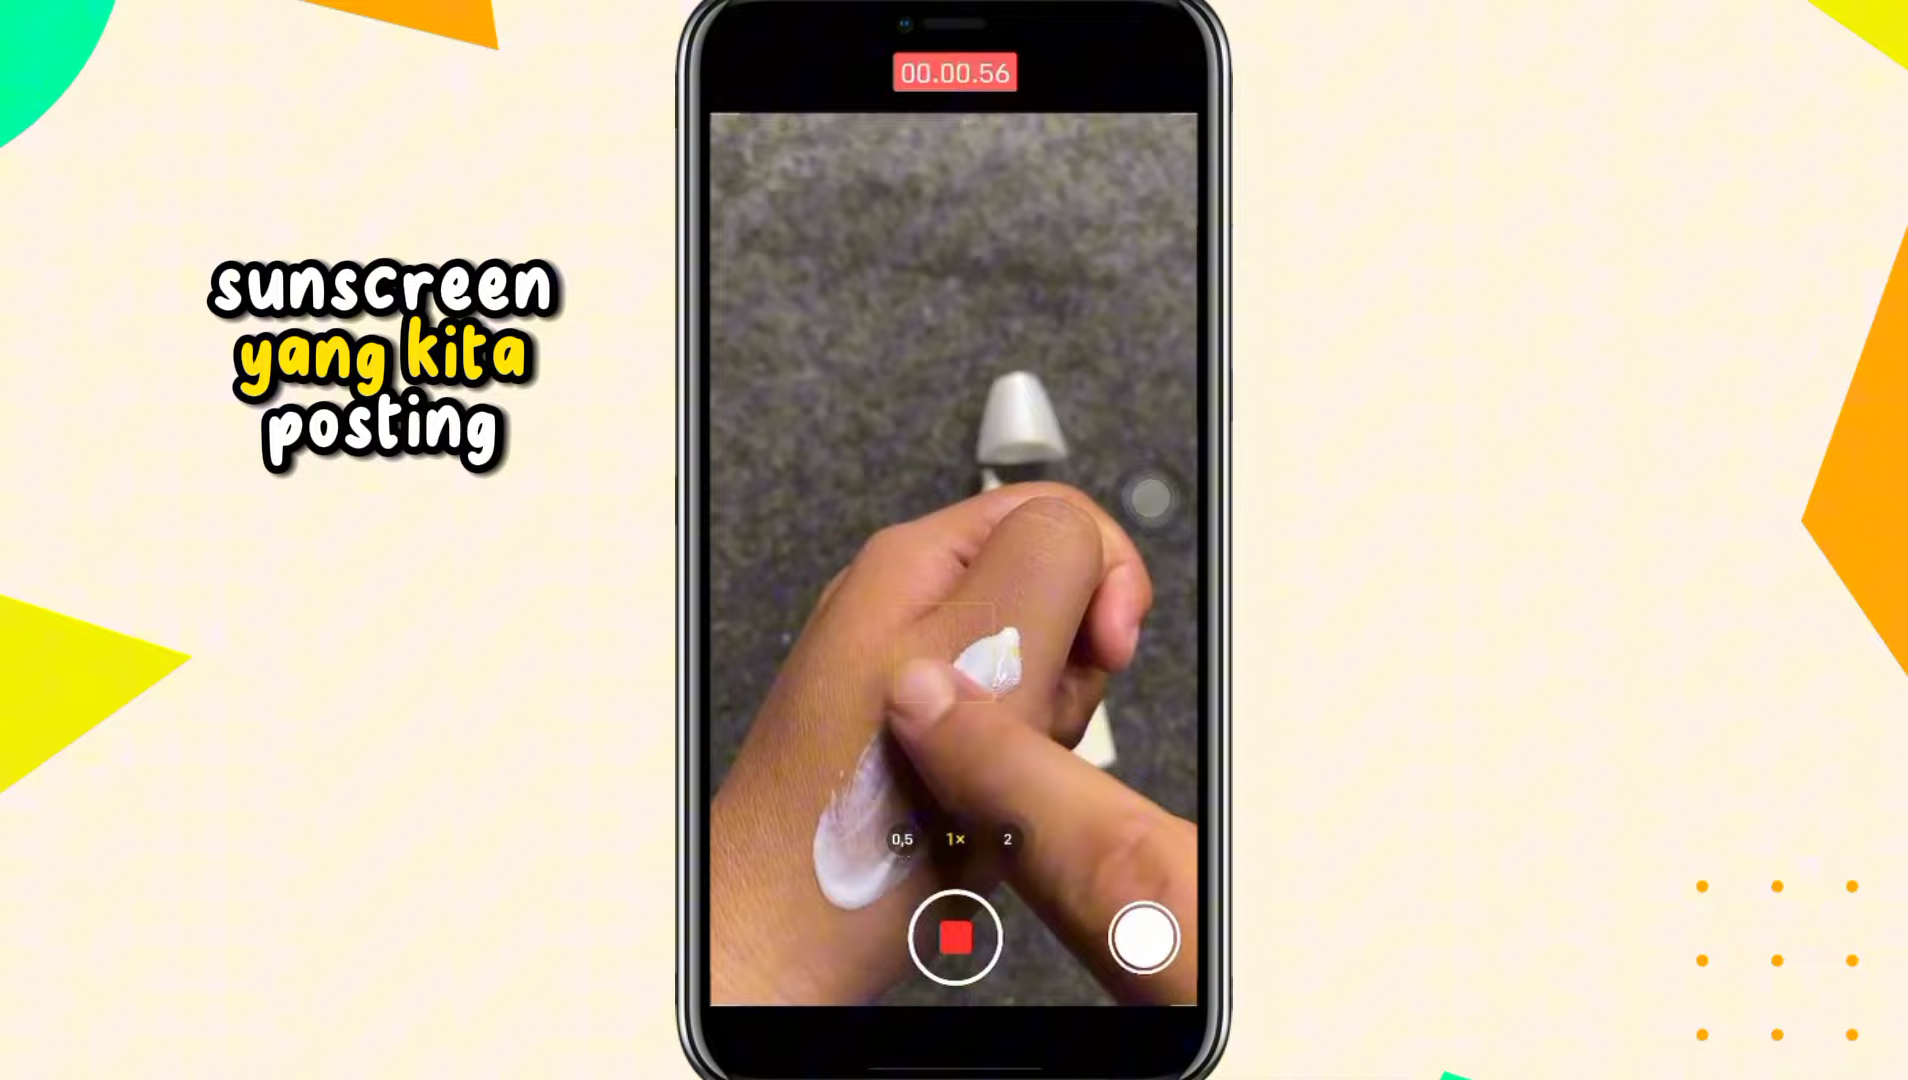 00.00.56
sunscreen
yang kita
posting
0,5 1× 2